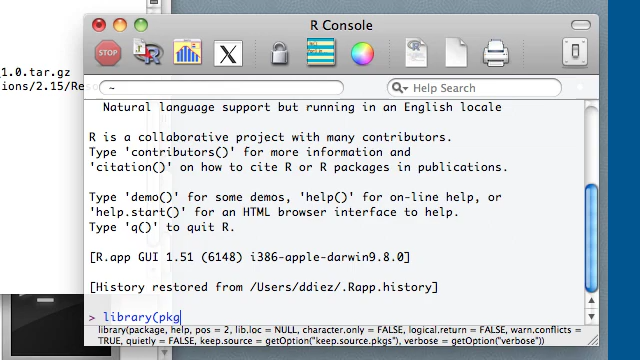 R Console
STOP
R
X
~
Help Search
_1.0.tar.gz
ions/2.15/Reso
Natural language support but running in an English locale
R is a collaborative project with many contributors.
Type 'contributors()' for more information and
'citation()' on how to cite R or R packages in publications.
Type 'demo()' for some demos, 'help()' for on-line help, or
'help.start()' for an HTML browser interface to help.
Type 'q()' to quit R.
[R.app GUI 1.51 (6148) i386-apple-darwin9.8.0]
[History restored from /Users/ddiez/.Rapp.history]
> library(pkg
library(package, help, pos = 2, lib.loc = NULL, character.only = FALSE, logical.return = FALSE, warn.conflicts =
TRUE, quietly = FALSE, keep.source = getOption("keep.source.pkgs"), verbose = getOption("verbose"))